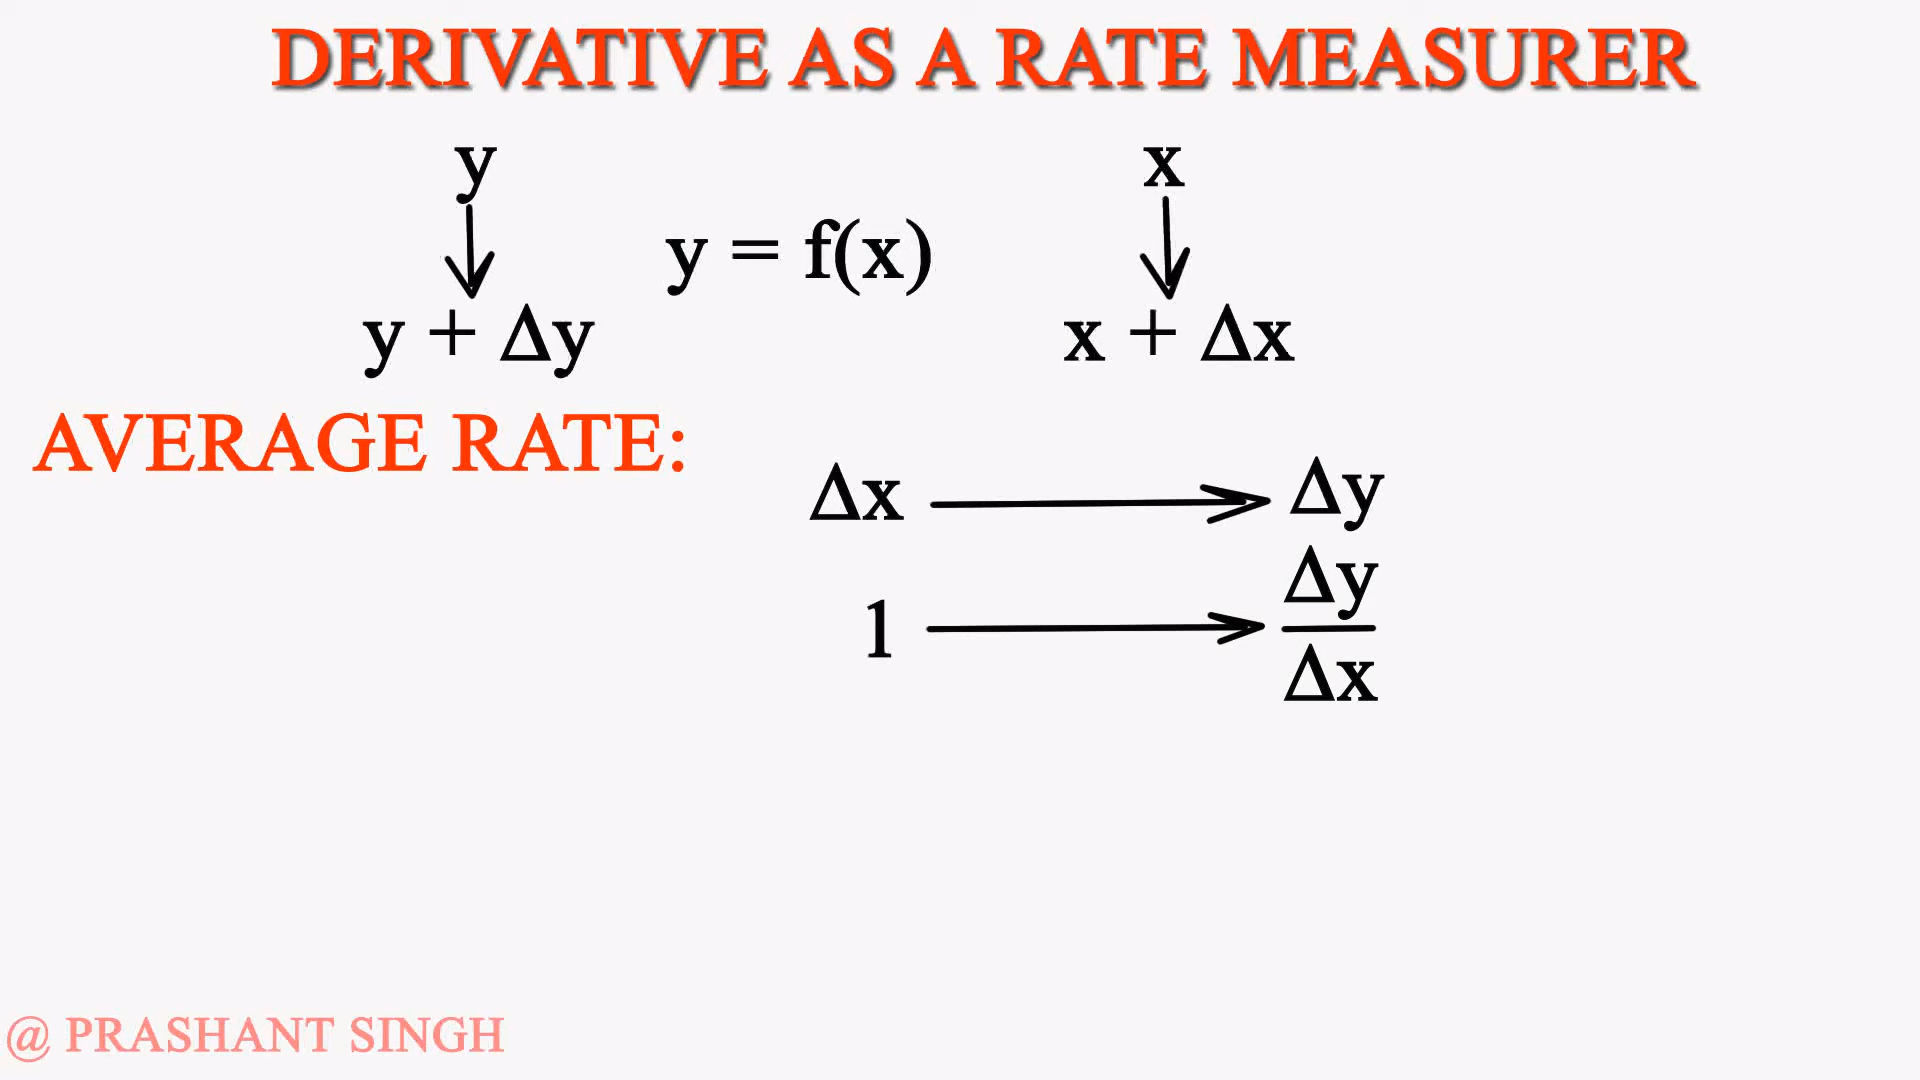 DERIVATIVE AS A RATE MEASURER
y
x
y = f(x)
y + Δy
x + Δx
AVERAGE RATE:
Δx
Δy
1
Δy
Δx
@ PRASHANT SINGH